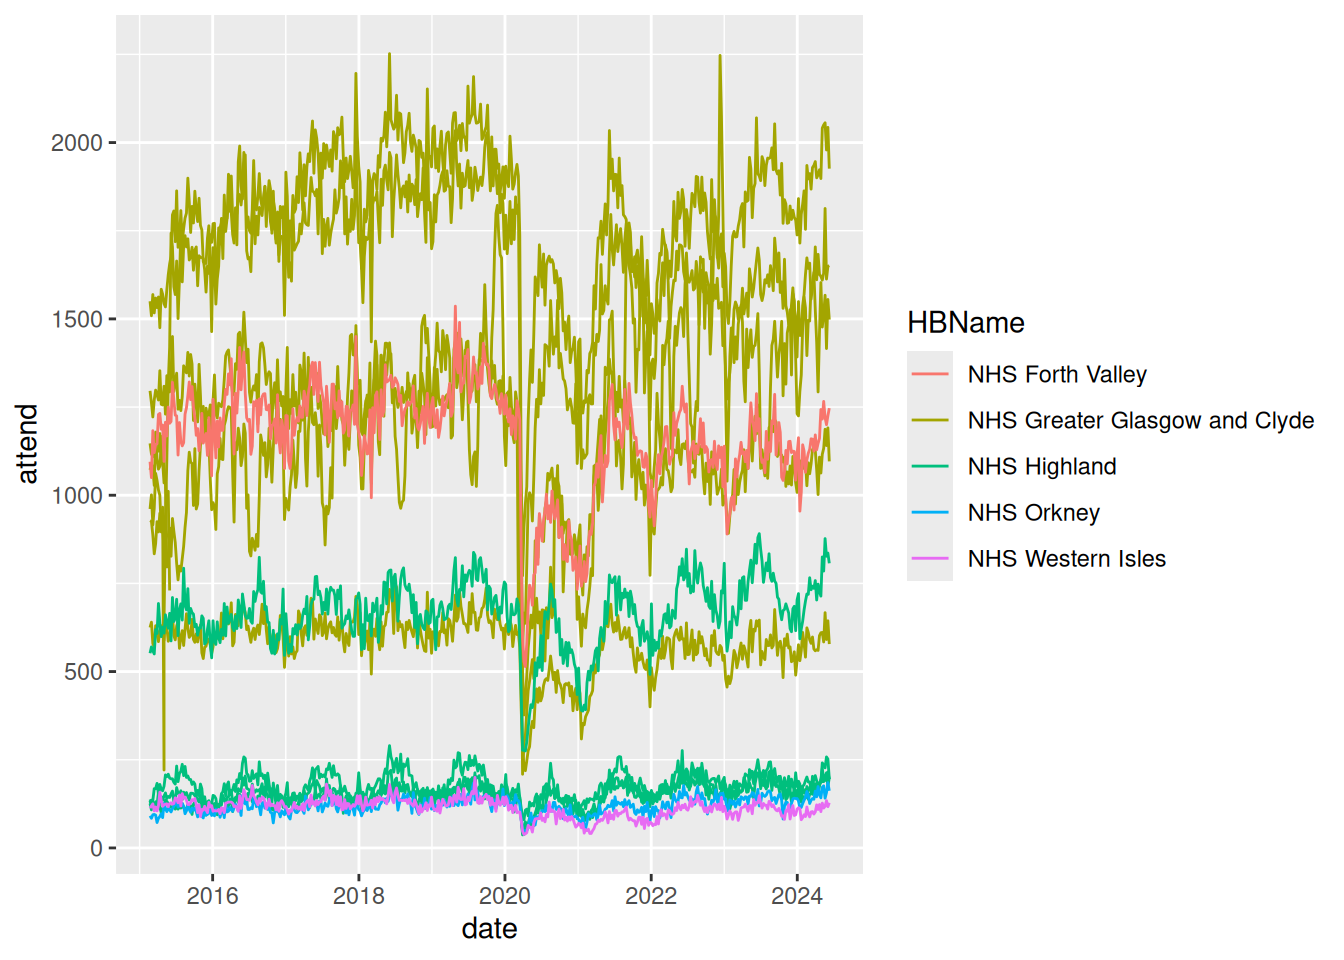 2000
1500
1000
500
0
attend
2016 2018 2020 2022 2024
date
HBName
NHS Forth Valley
NHS Greater Glasgow and Clyde
NHS Highland
NHS Orkney
NHS Western Isles